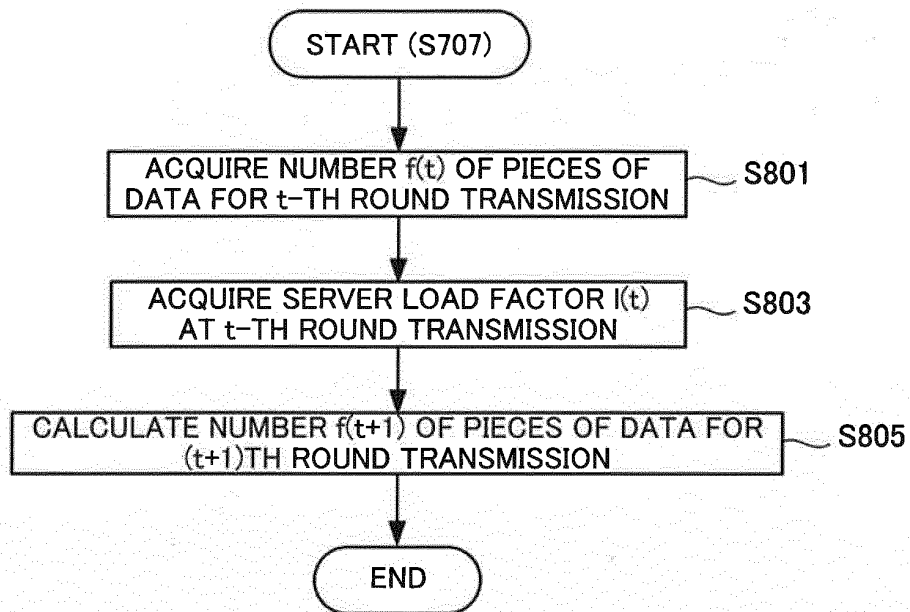 START (S707)
ACQUIRE NUMBER f(t) OF PIECES OF
DATA FOR t-TH ROUND TRANSMISSION
S801
ACQUIRE SERVER LOAD FACTOR l(t)
AT t-TH ROUND TRANSMISSION
S803
CALCULATE NUMBER f(t+1) OF PIECES OF DATA FOR
(t+1)TH ROUND TRANSMISSION
S805
END